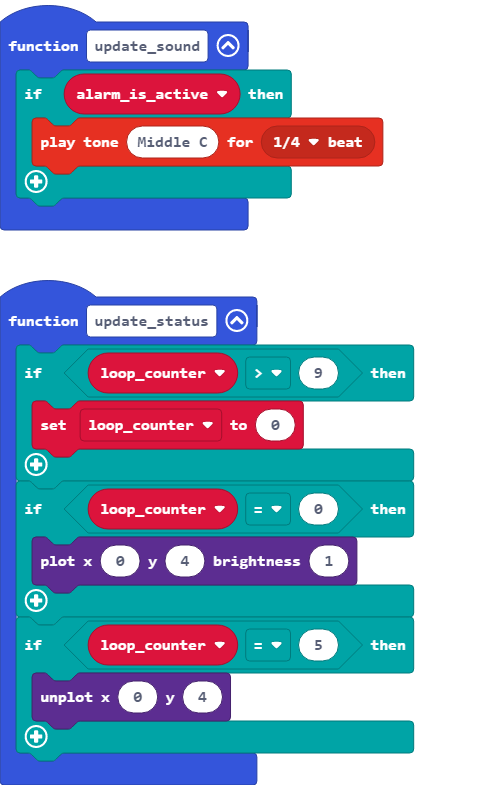 function update_sound
if alarm_is_active then
play tone Middle C for 1/4 beat
function update_status
if loop_counter > 9 then
set loop_counter to 0
if loop_counter = 0 then
plot x 0 y 4 brightness 1
if loop_counter = 5 then
unplot x 0 y 4